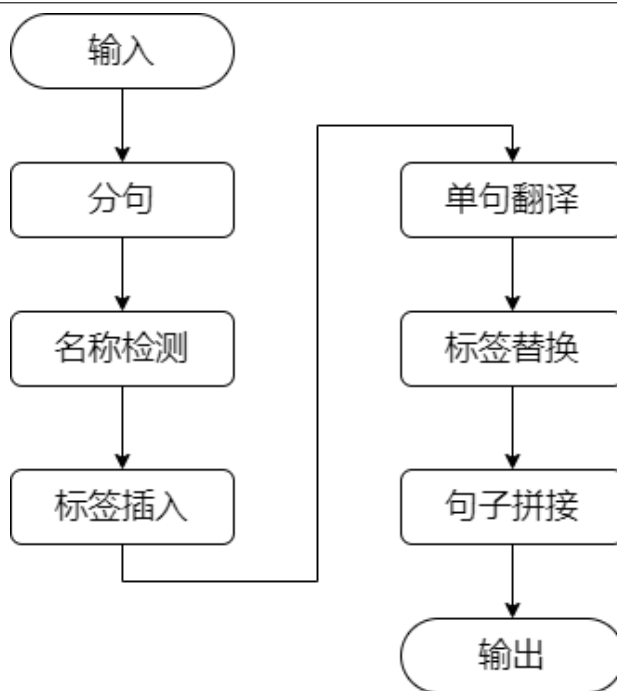 输入
分句
名称检测
标签插入
单句翻译
标签替换
句子拼接
输出